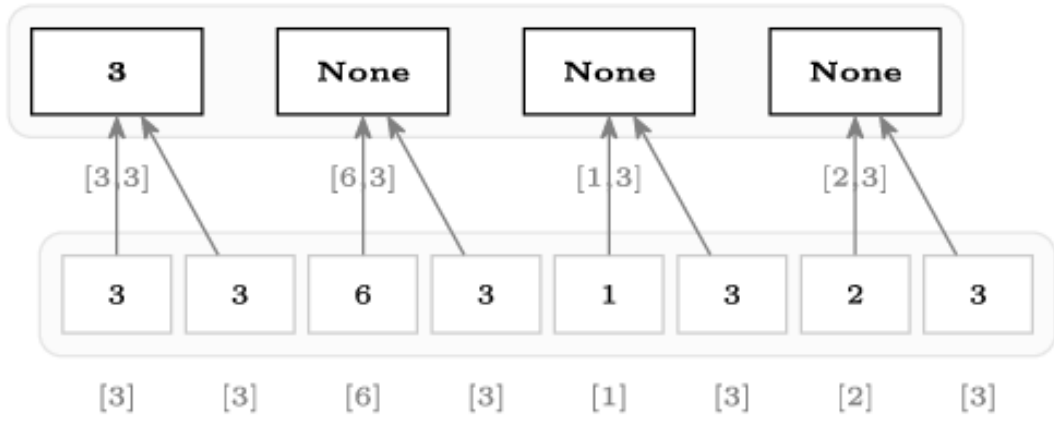 3 None None None
[3,3] [6,3] [1,3] [2,3]
3 3 6 3 1 3 2 3
[3] [3] [6] [3] [1] [3] [2] [3]